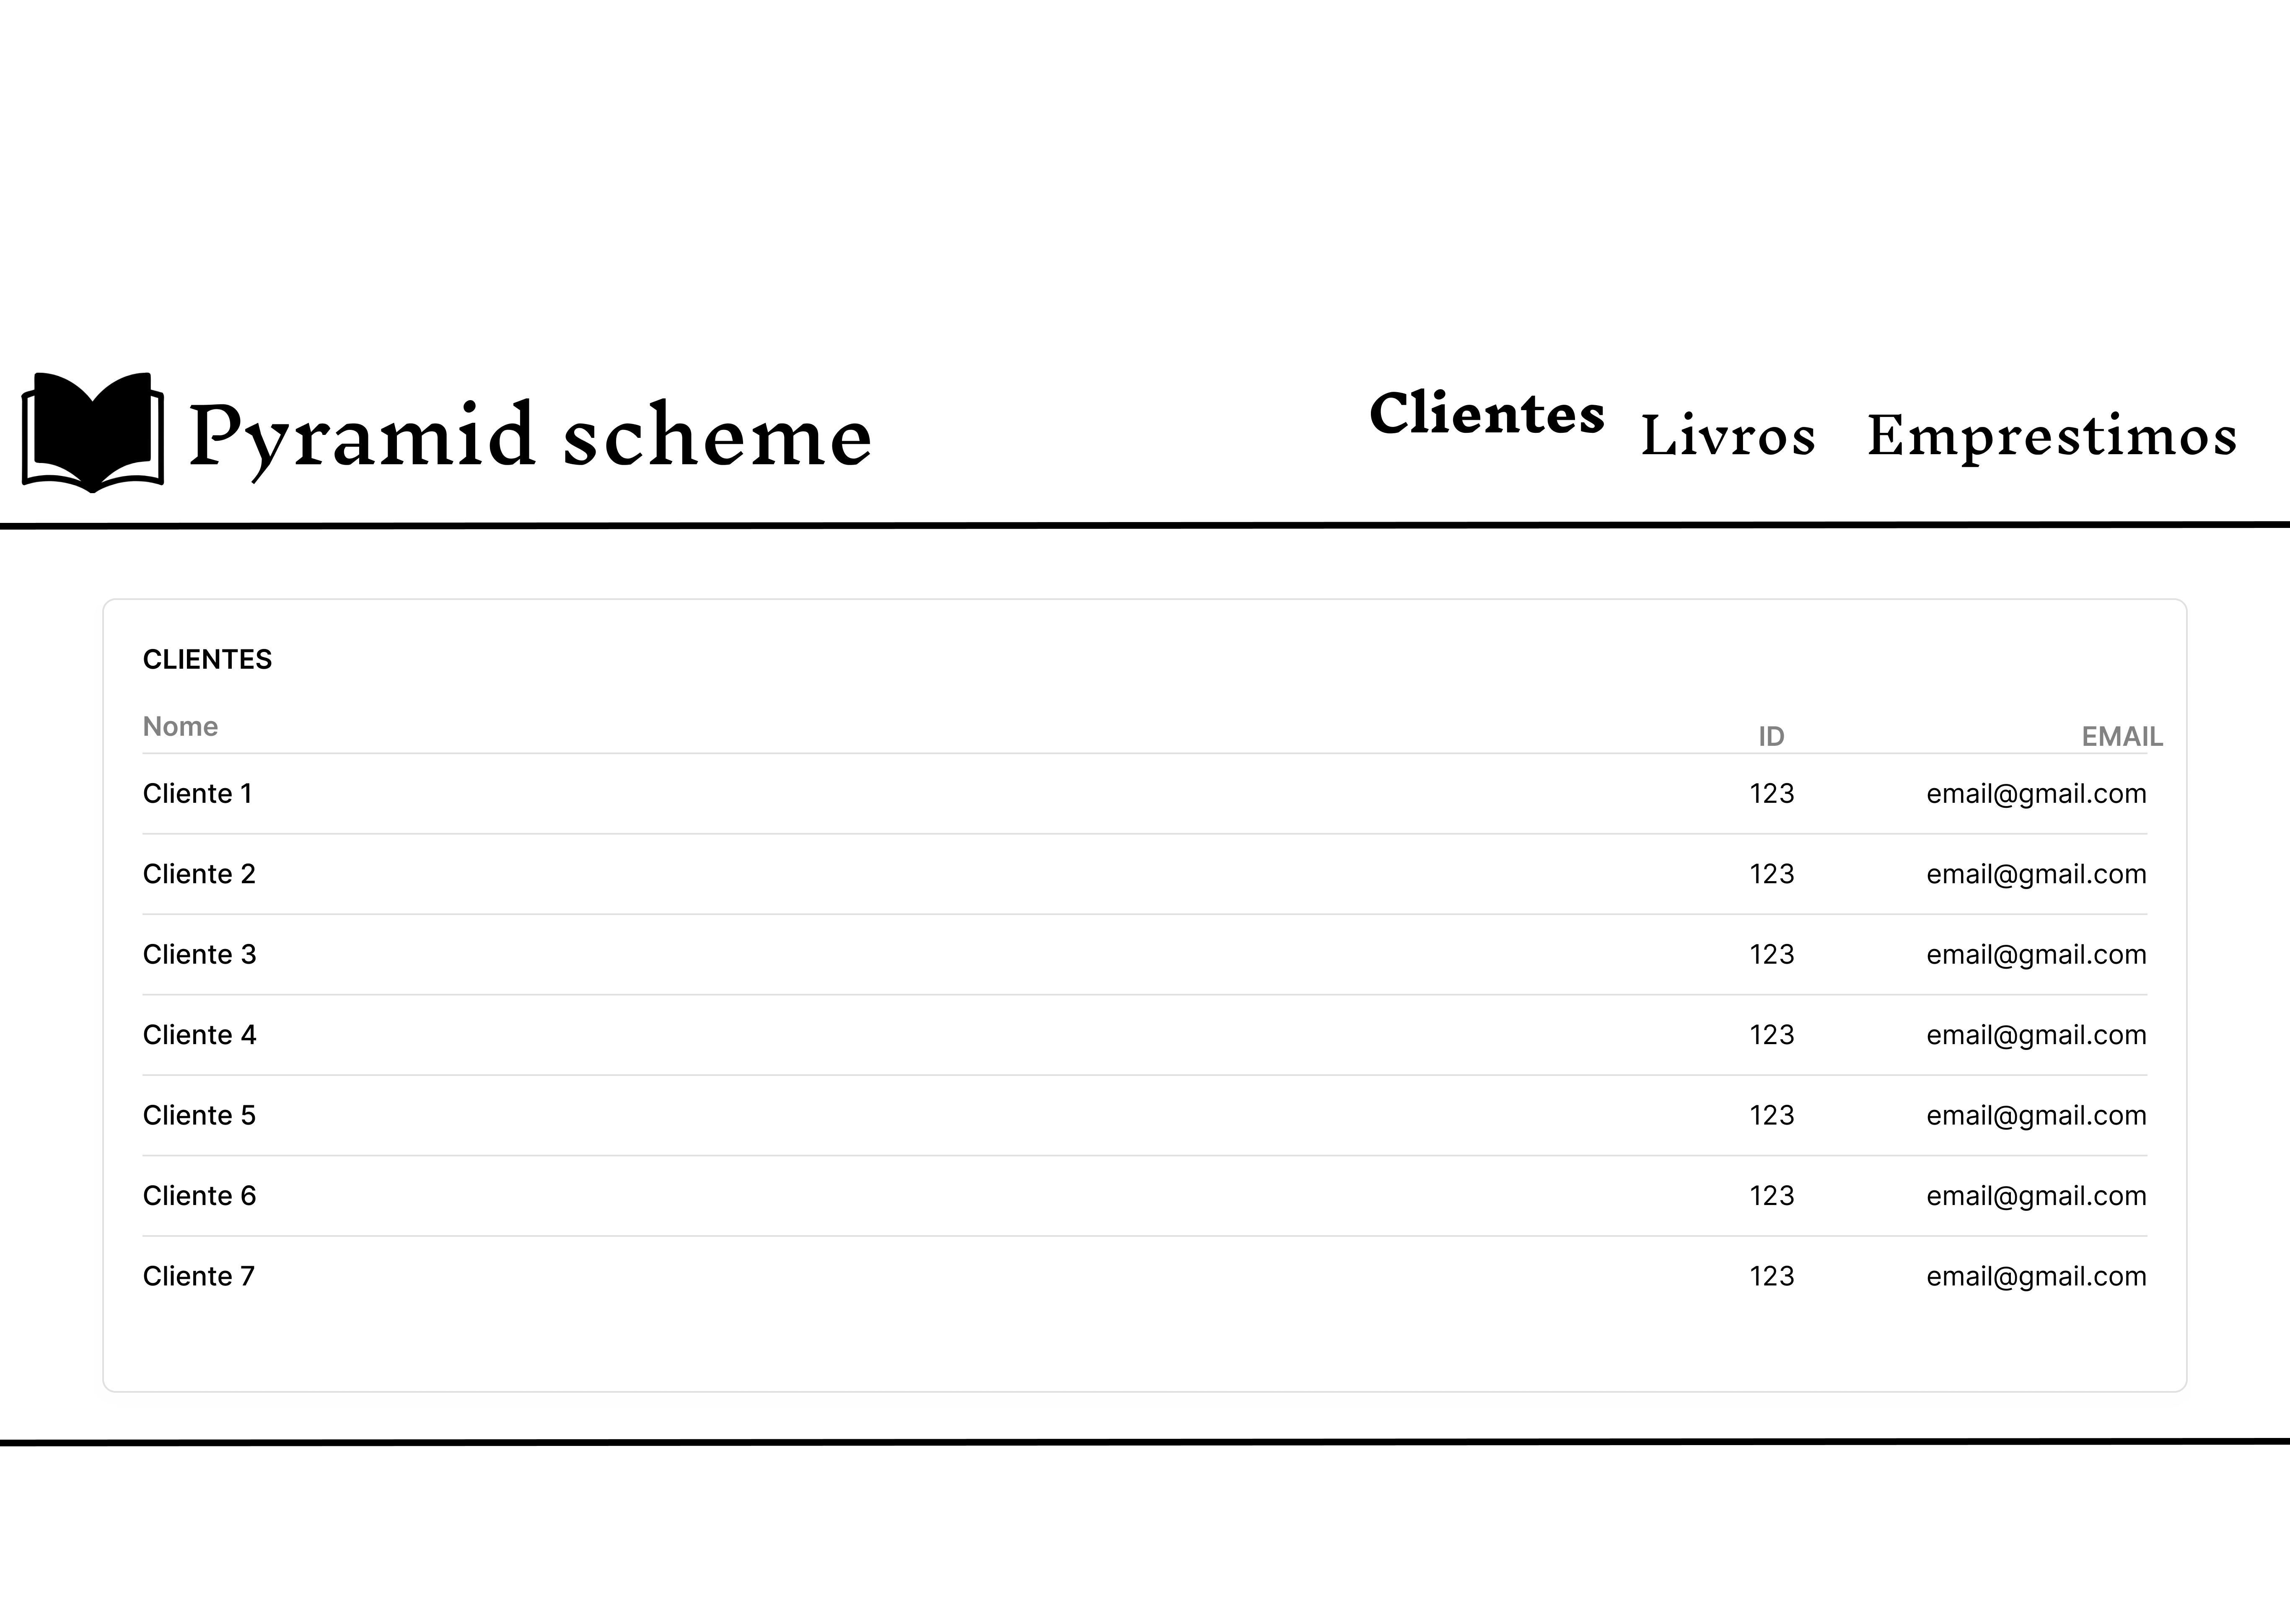 Pyramid scheme
Clientes Livros Emprestimos
CLIENTES
Nome ID EMAIL
Cliente 1 123 email@gmail.com
Cliente 2 123 email@gmail.com
Cliente 3 123 email@gmail.com
Cliente 4 123 email@gmail.com
Cliente 5 123 email@gmail.com
Cliente 6 123 email@gmail.com
Cliente 7 123 email@gmail.com